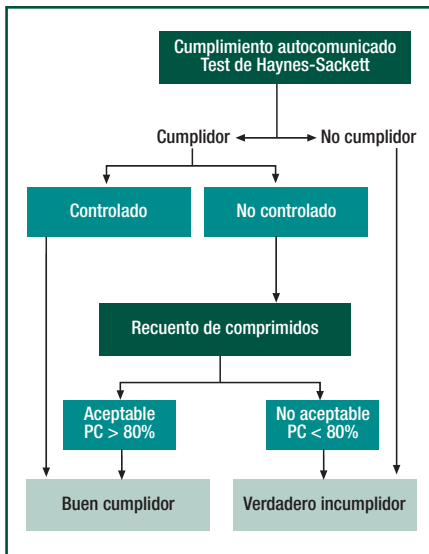 Cumplimiento autocomunicado
Test de Haynes-Sackett
Cumplidor
No cumplidor
Controlado
No controlado
Recuento de comprimidos
Aceptable
PC > 80%
No aceptable
PC < 80%
Buen cumplidor
Verdadero incumplidor